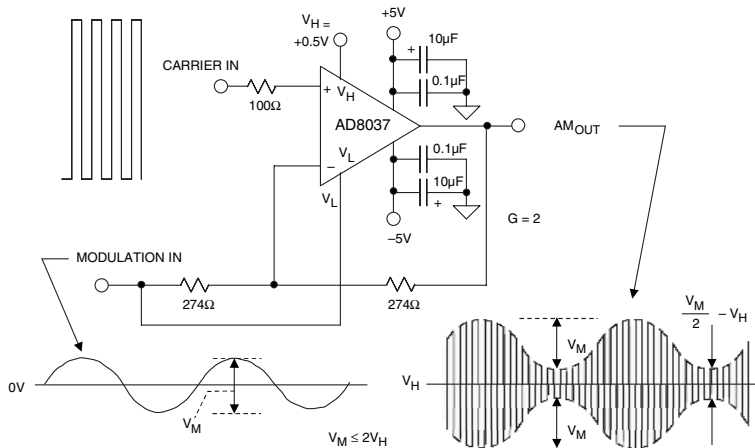 V_H =
+0.5V
+5V
10µF
+
CARRIER IN
0.1µF
100Ω
+
V_H
AD8037
AM_OUT
V_L
−
0.1µF
V_L
10µF
+
−5V
G = 2
MODULATION IN
274Ω
274Ω
V_M
2
– V_H
V_M
0V
V_H
V_M
V_M
V_M ≤ 2V_H